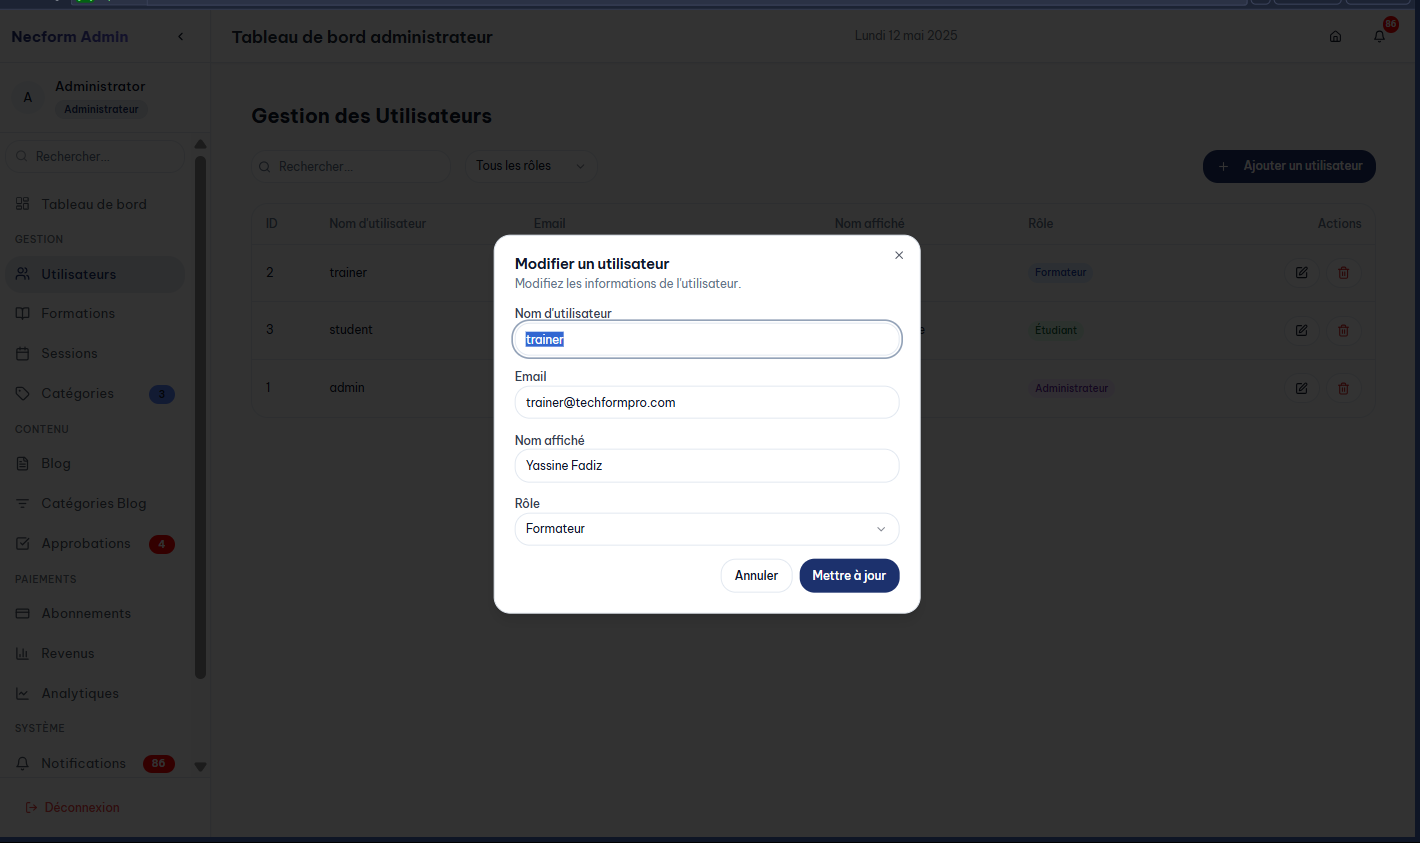 Necform Admin
Tableau de bord administrateur
Lundi 12 mai 2025
86
A
Administrator
Administrateur
Rechercher...
Tableau de bord
GESTION
Utilisateurs
Formations
Sessions
Catégories
3
CONTENU
Blog
Catégories Blog
Approbations
4
PAIEMENTS
Abonnements
Revenus
Analytiques
SYSTÈME
Notifications
86
Déconnexion
Gestion des Utilisateurs
Rechercher...
Tous les rôles
Ajouter un utilisateur
ID Nom d'utilisateur Email Nom affiché Rôle Actions
2 trainer Formateur
3 student Étudiant
1 admin Administrateur
Modifier un utilisateur
Modifiez les informations de l'utilisateur.
Nom d'utilisateur
trainer
Email
trainer@techformpro.com
Nom affiché
Yassine Fadiz
Rôle
Formateur
Annuler
Mettre à jour